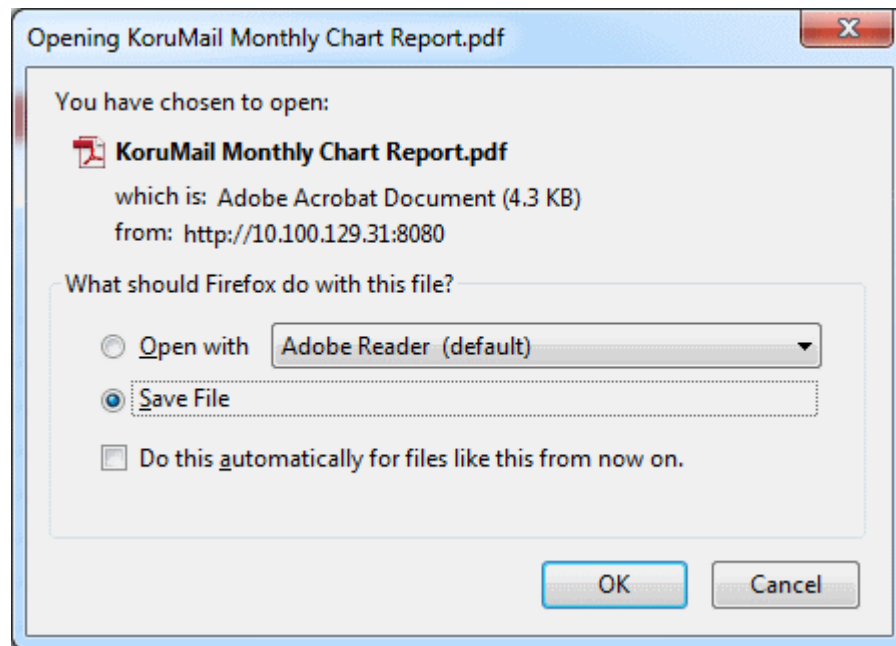 Opening KoruMail Monthly Chart Report.pdf
You have chosen to open:
KoruMail Monthly Chart Report.pdf
which is: Adobe Acrobat Document (4.3 KB)
from: http://10.100.129.31:8080
What should Firefox do with this file?
Open with Adobe Reader (default)
Save File
Do this automatically for files like this from now on.
OK Cancel